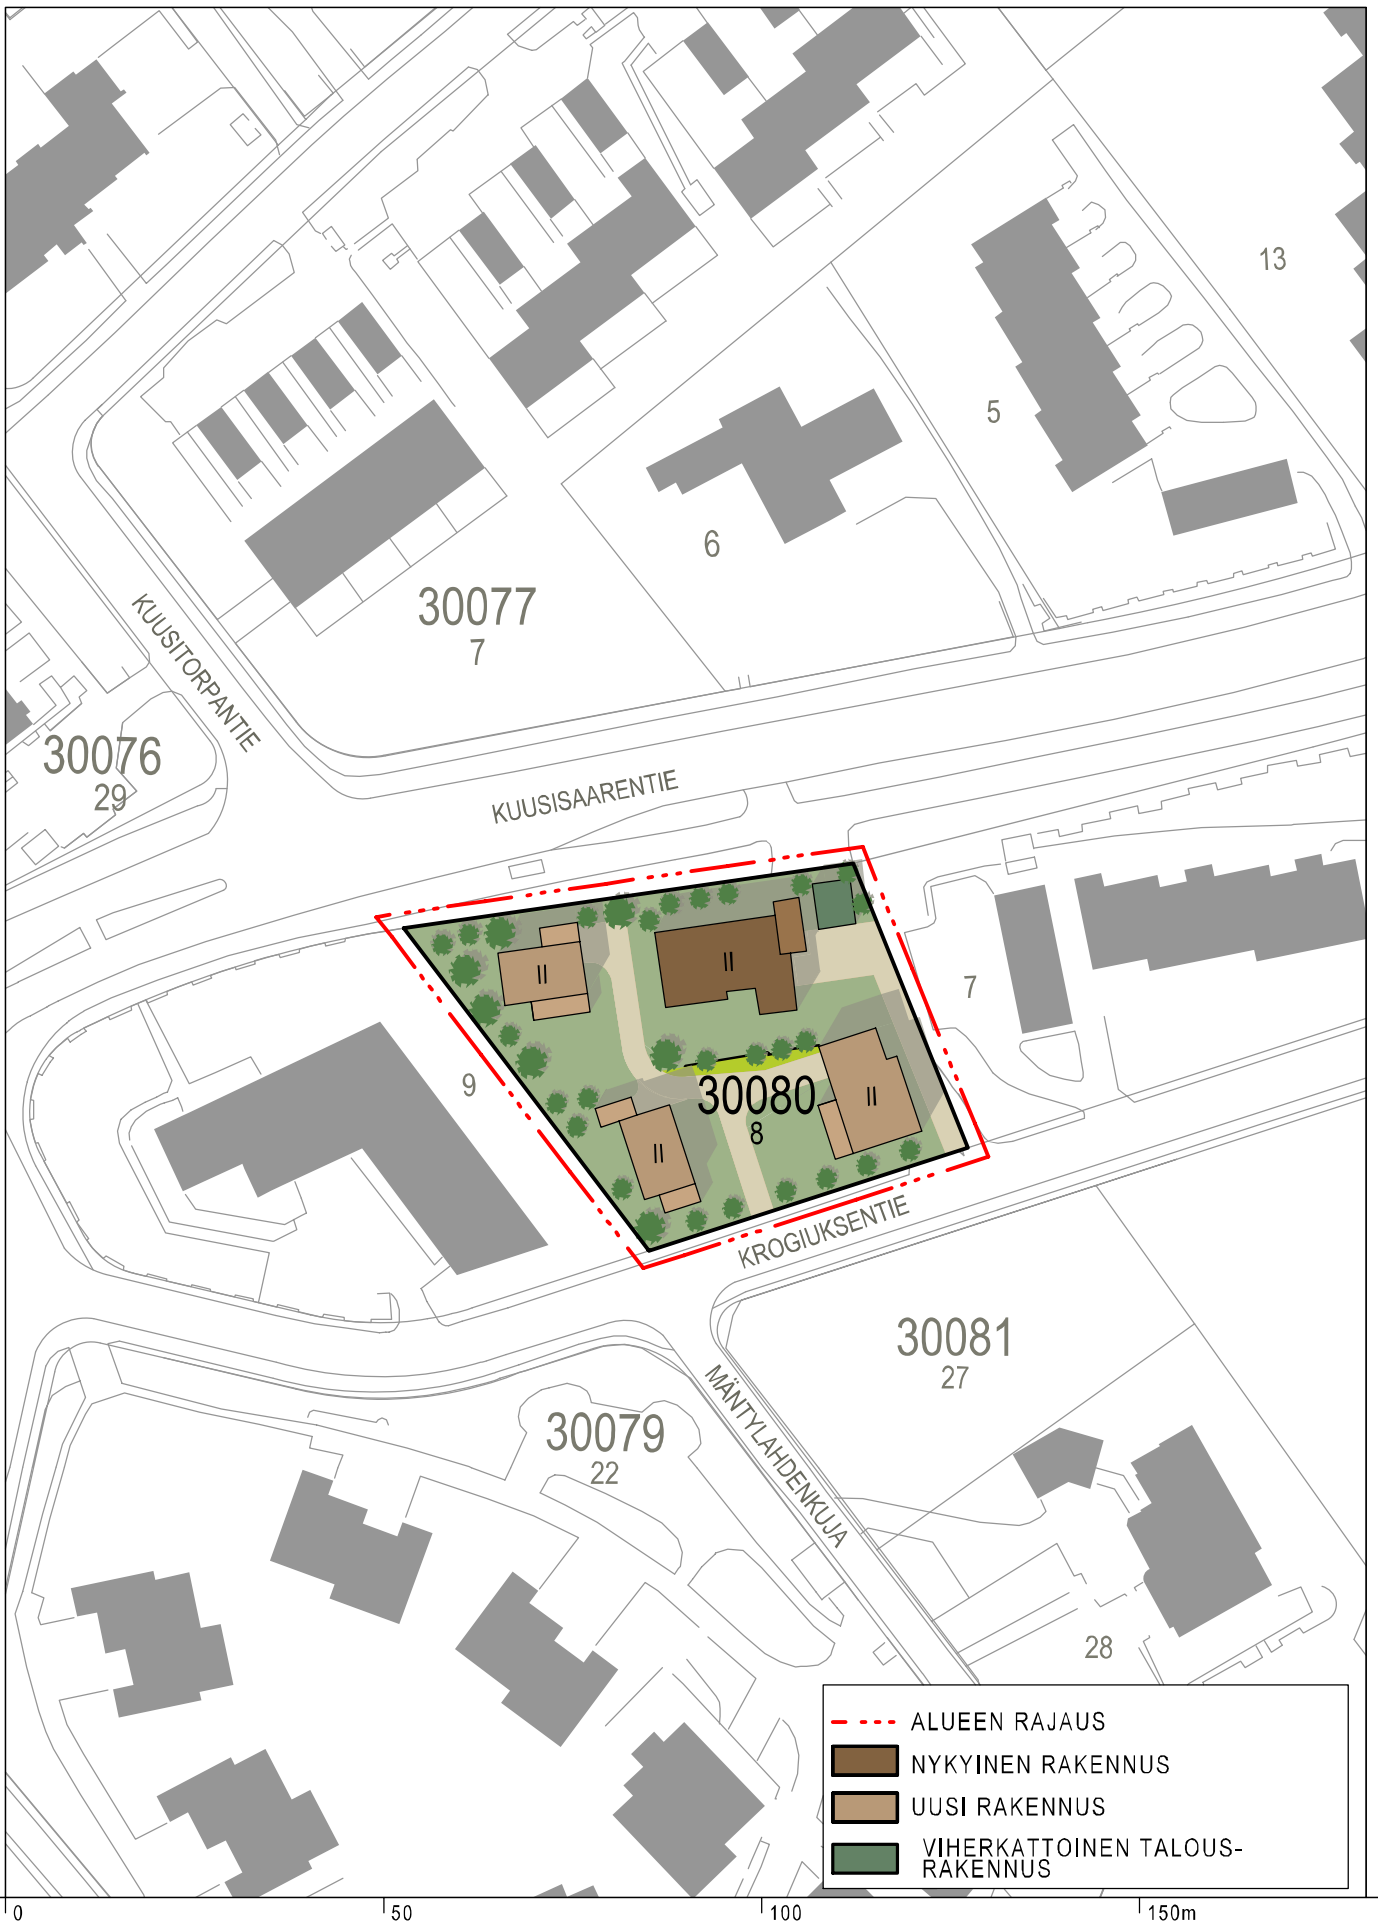 13
5
6
30077
7
KUUSITORPANTIE
30076
29
KUUSISAARENTIE
II
II
7
9
30080
8
II
II
KROGIUKSENTIE
30081
27
MÄNTYLAHDENKUJA
30079
22
28
ALUEEN RAJAUS
NYKYINEN RAKENNUS
UUSI RAKENNUS
VIHERKATTOINEN TALOUS-
RAKENNUS
0 50 100 150m